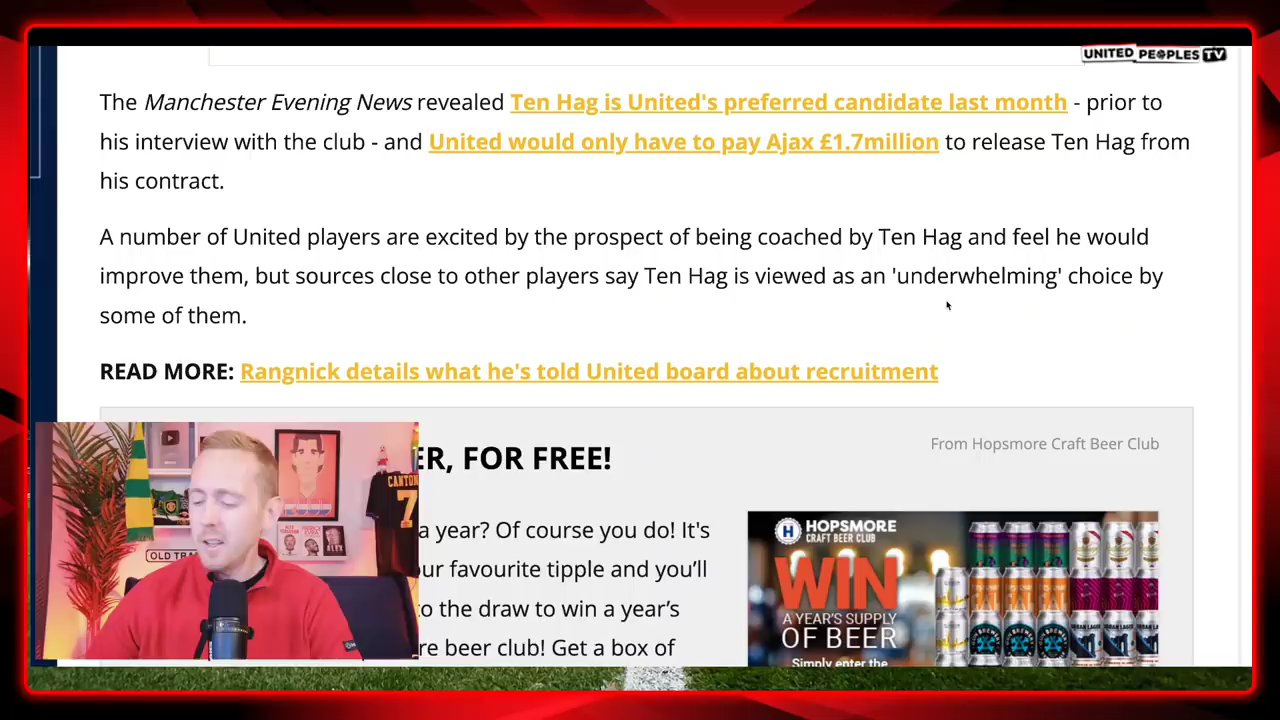 UNITED PEOPLES TV
The Manchester Evening News revealed Ten Hag is United's preferred candidate last month - prior to
his interview with the club - and United would only have to pay Ajax £1.7million to release Ten Hag from
his contract.
A number of United players are excited by the prospect of being coached by Ten Hag and feel he would
improve them, but sources close to other players say Ten Hag is viewed as an 'underwhelming' choice by
some of them.
READ MORE: Rangnick details what he's told United board about recruitment
From Hopsmore Craft Beer Club
ER, FOR FREE!
a year? Of course you do! It's
our favourite tipple and you’ll
to the draw to win a year’s
re beer club! Get a box of
H HOPSMORE
CRAFT BEER CLUB
WIN
A YEAR'S SUPPLY
OF BEER
Simply enter the
CANTON
7
OLD TRA
ALEX